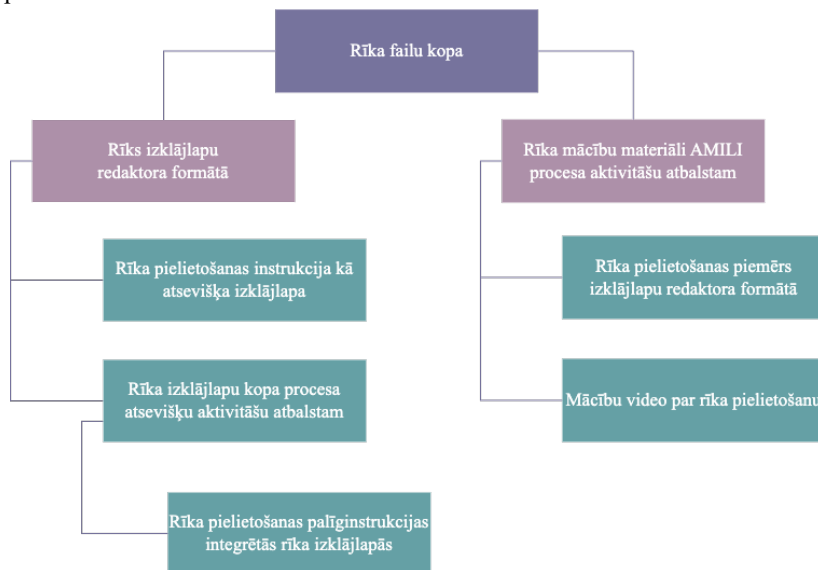 Rīka failu kopa
Rīks izklājlapu
redaktora formātā
Rīka pielietošanas instrukcija kā
atsevišķa izklājlapa
Rīka izklājlapu kopa procesa
atsevišķu aktivitāšu atbalstam
Rīka pielietošanas palīginstrukcijas
integrētās rīka izklājlapās
Rīka mācību materiāli AMILI
procesa aktivitāšu atbalstam
Rīka pielietošanas piemērs
izklājlapu redaktora formātā
Mācību video par rīka pielietošanu